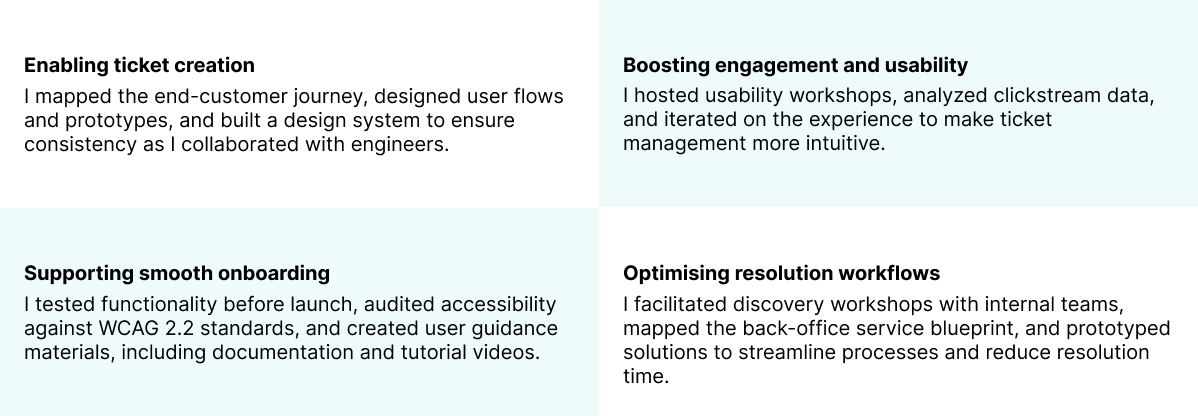 Enabling ticket creation
I mapped the end-customer journey, designed user flows
and prototypes, and built a design system to ensure
consistency as I collaborated with engineers.
Boosting engagement and usability
I hosted usability workshops, analyzed clickstream data,
and iterated on the experience to make ticket
management more intuitive.
Supporting smooth onboarding
I tested functionality before launch, audited accessibility
against WCAG 2.2 standards, and created user guidance
materials, including documentation and tutorial videos.
Optimising resolution workflows
I facilitated discovery workshops with internal teams,
mapped the back-office service blueprint, and prototyped
solutions to streamline processes and reduce resolution
time.